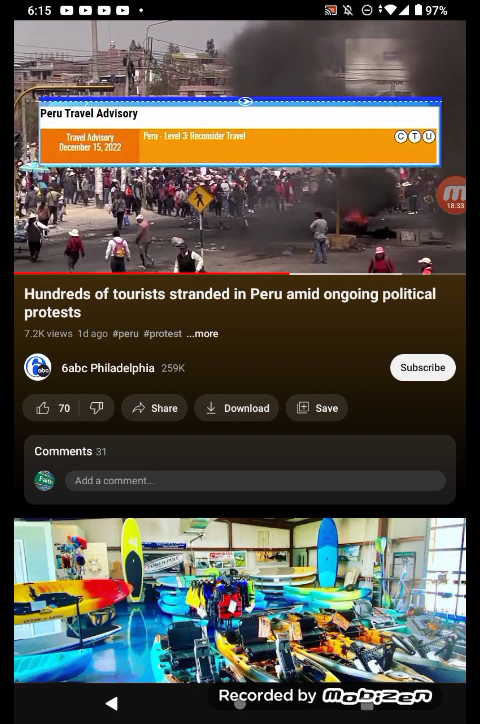 6:15
97%
Peru Travel Advisory
Travel Advisory
December 15, 2022
Peru - Level 3: Reconsider Travel
C T U
18:33
Hundreds of tourists stranded in Peru amid ongoing political
protests
7.2K views 1d ago #peru #protest ...more
abc
6abc Philadelphia 259K
Subscribe
70
Share
Download
Save
Comments 31
Faith
Add a comment...
Recorded by mobizen